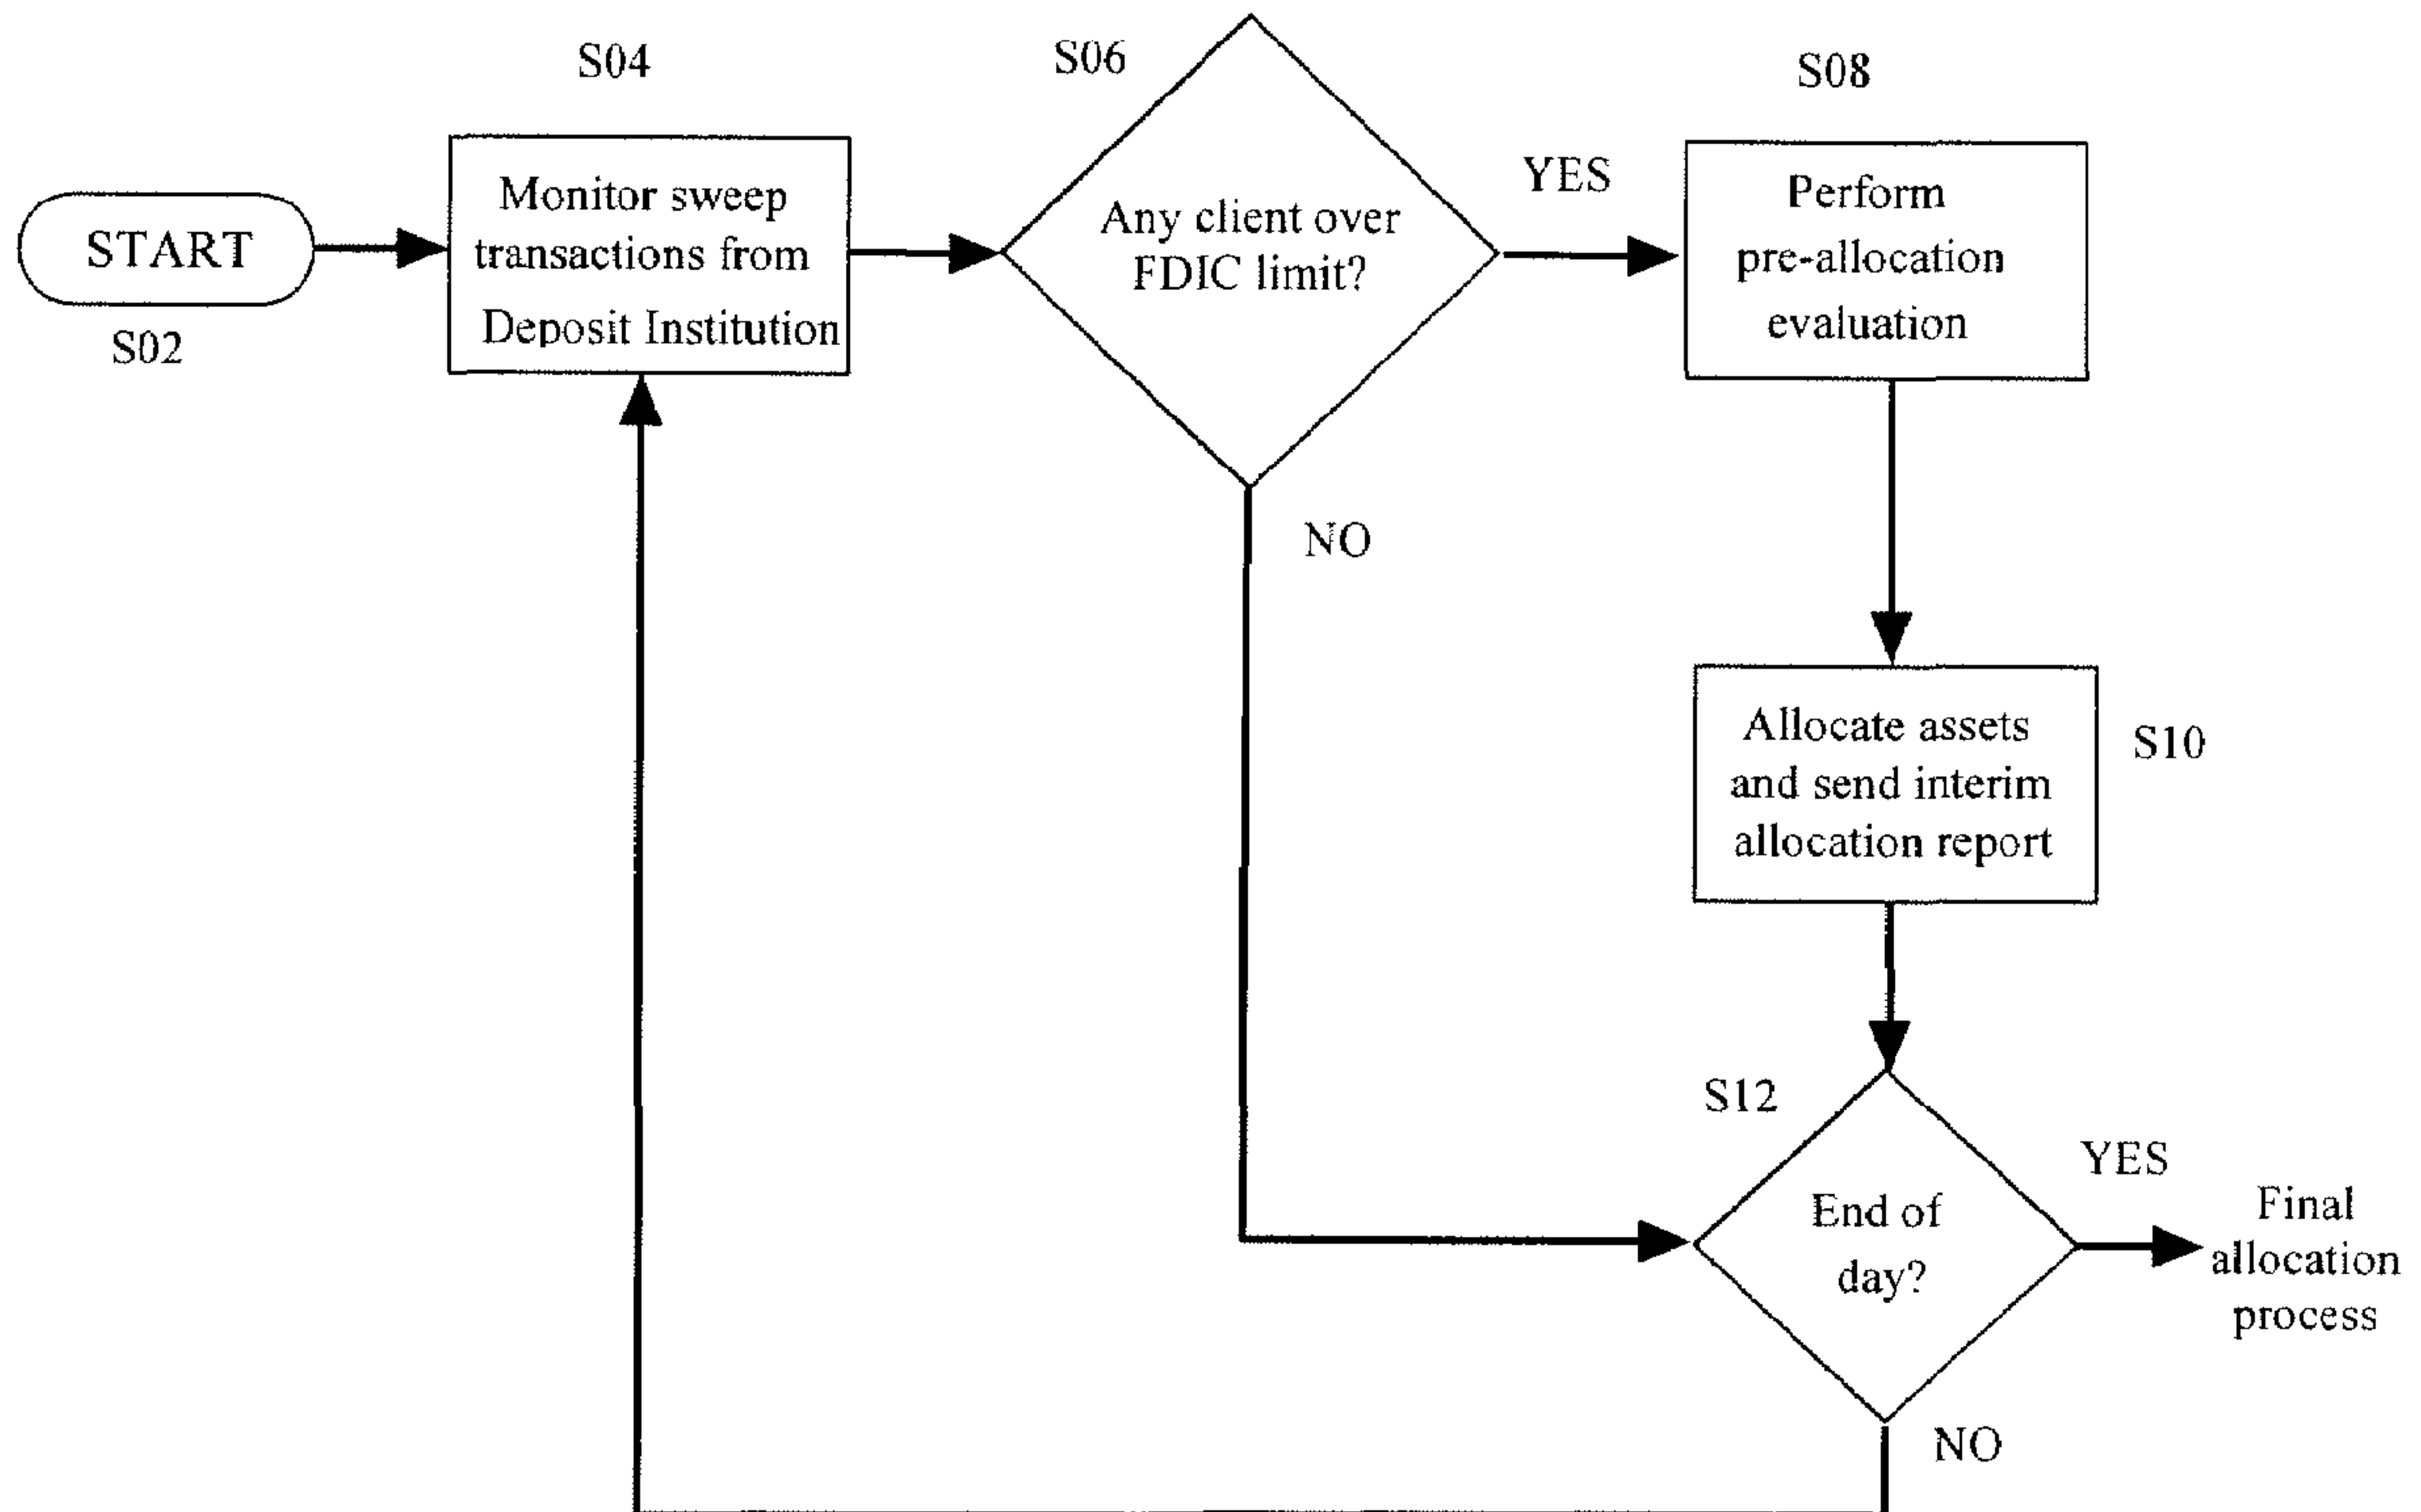 S04
S06
S08
START
S02
Monitor sweep
transactions from
Deposit Institution
Any client over
FDIC limit?
YES
NO
Perform
pre-allocation
evaluation
Allocate assets
and send interim
allocation report
S10
S12
End of
day?
YES
NO
Final
allocation
process